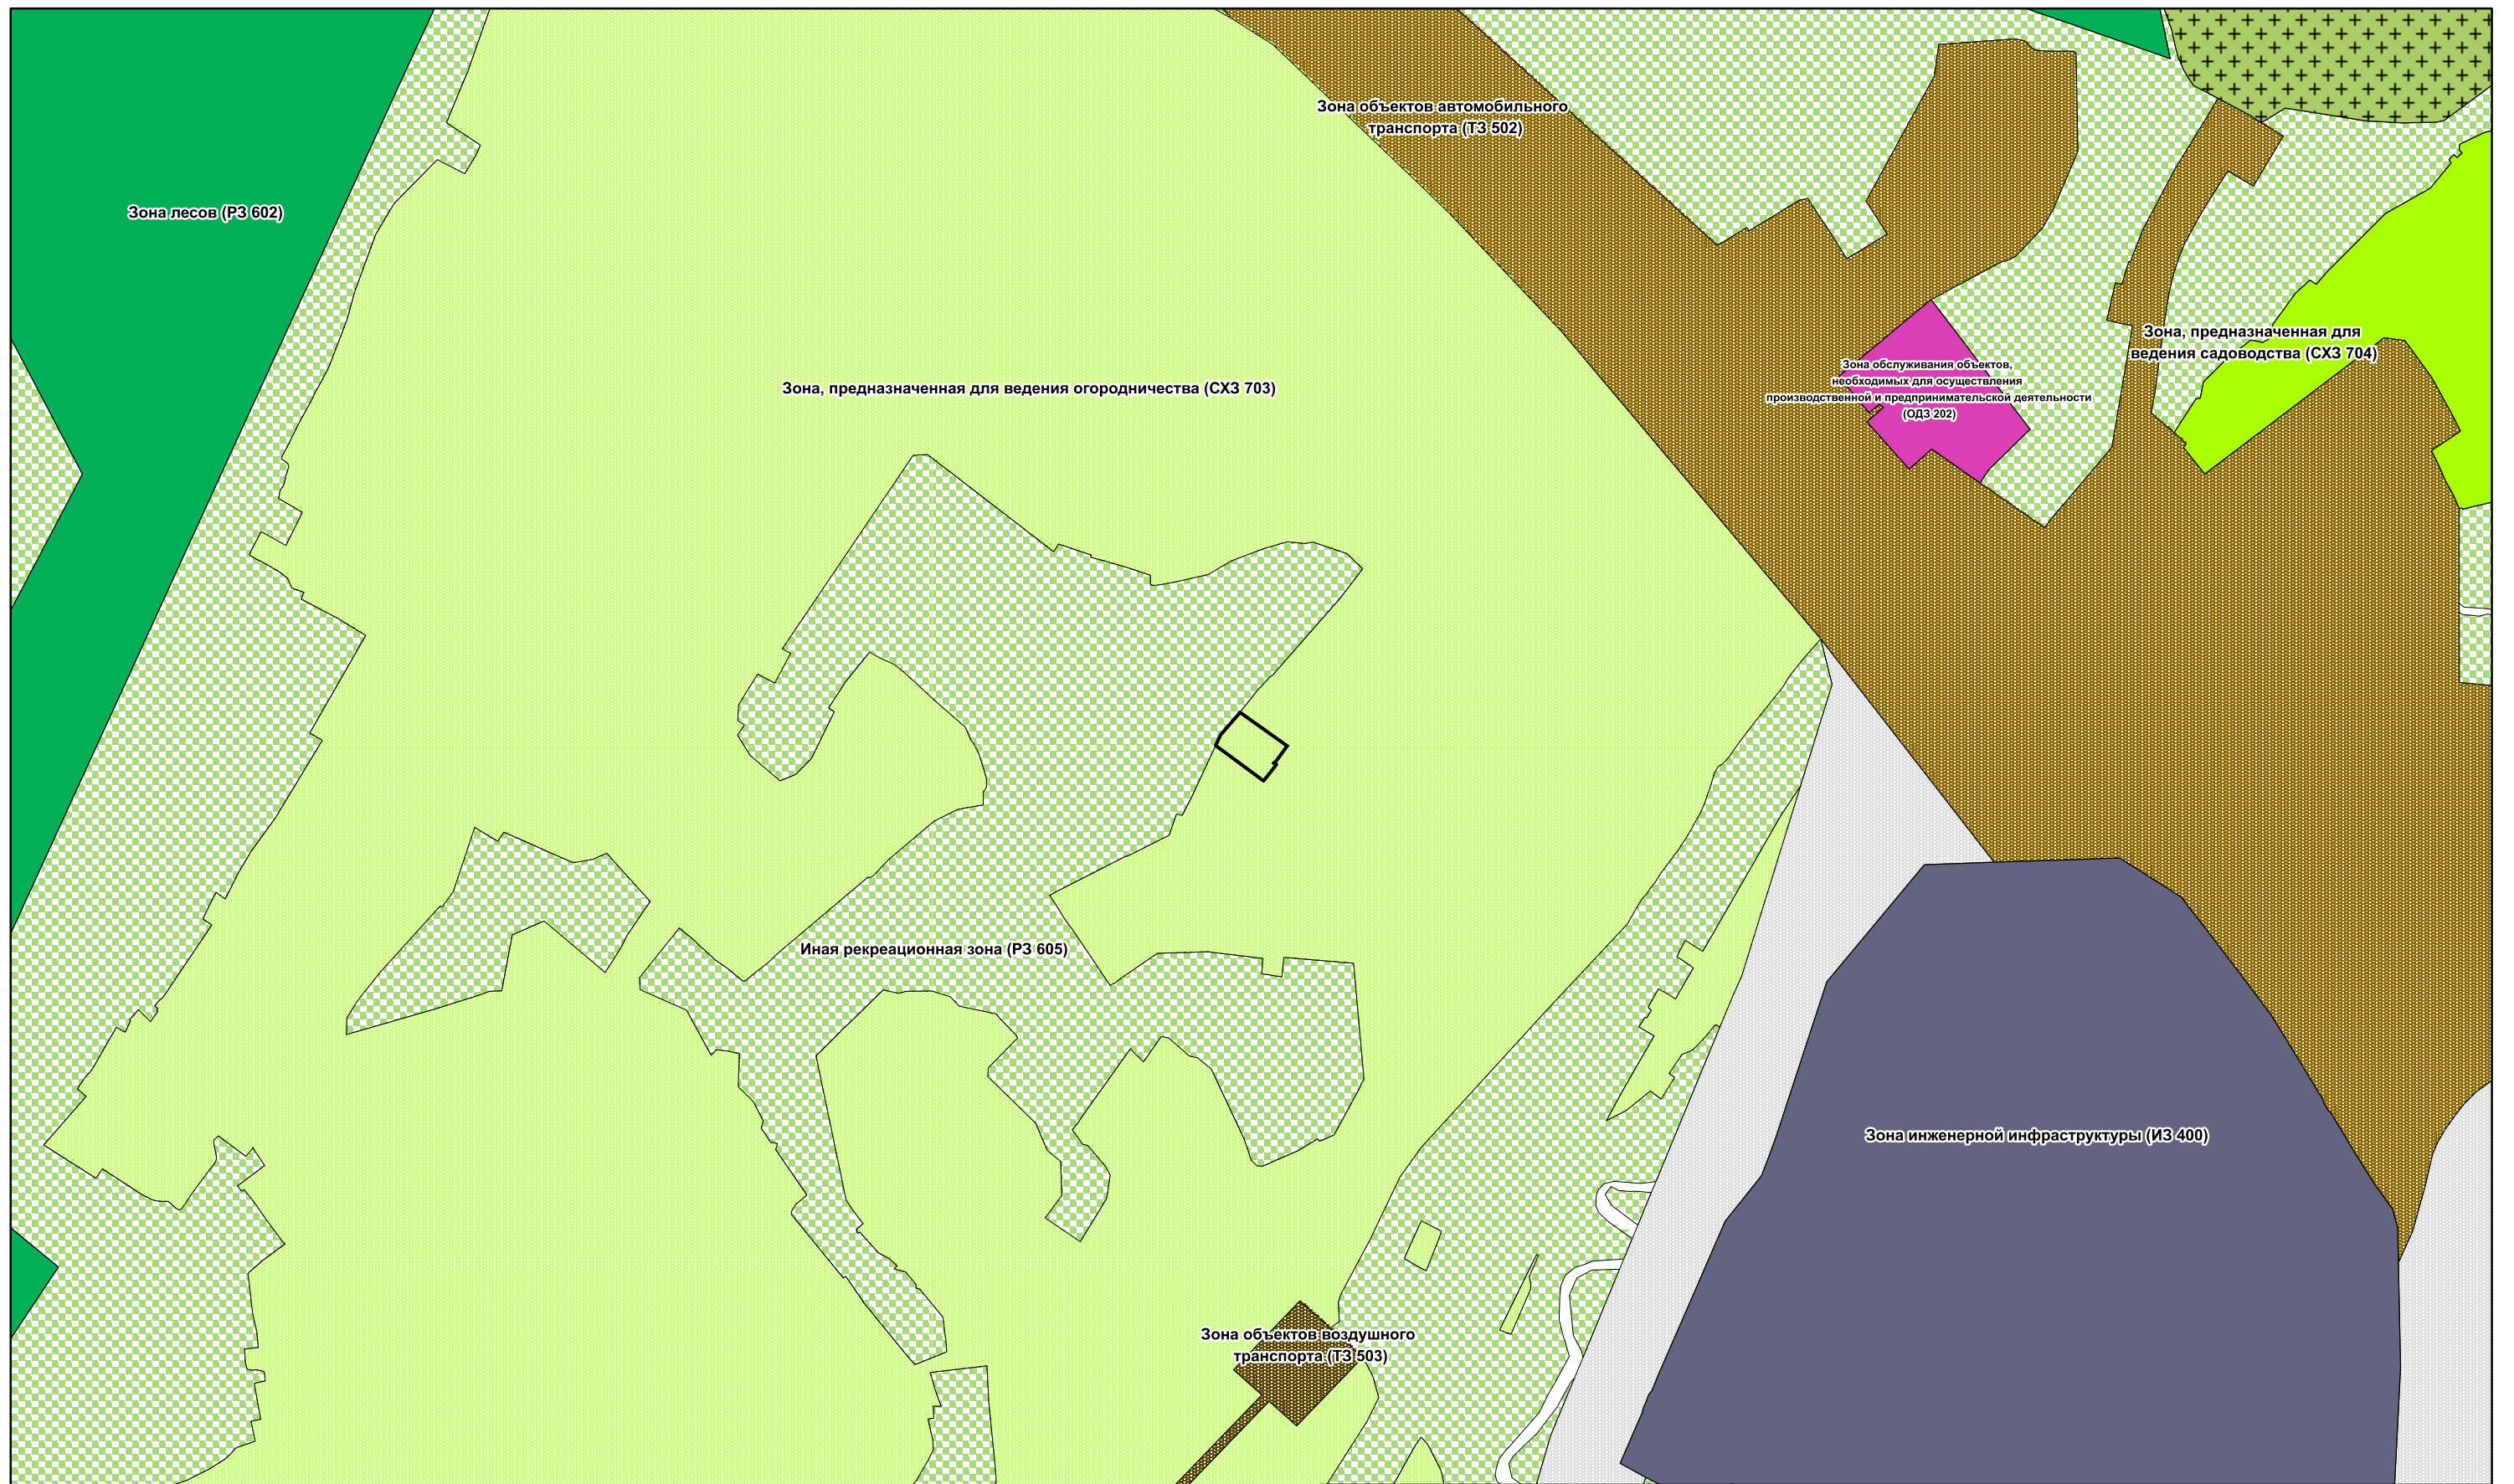 Зона объектов автомобильного
транспорта (ТЗ 502)
Зона лесов (РЗ 602)
Зона, предназначенная для
ведения садоводства (СХЗ 704)
Зона обслуживания объектов,
необходимых для осуществления
производственной и предпринимательской деятельности
(ОДЗ 202)
Зона, предназначенная для ведения огородничества (СХЗ 703)
Иная рекреационная зона (РЗ 605)
Зона инженерной инфраструктуры (ИЗ 400)
Зона объектов воздушного
транспорта (ТЗ 503)